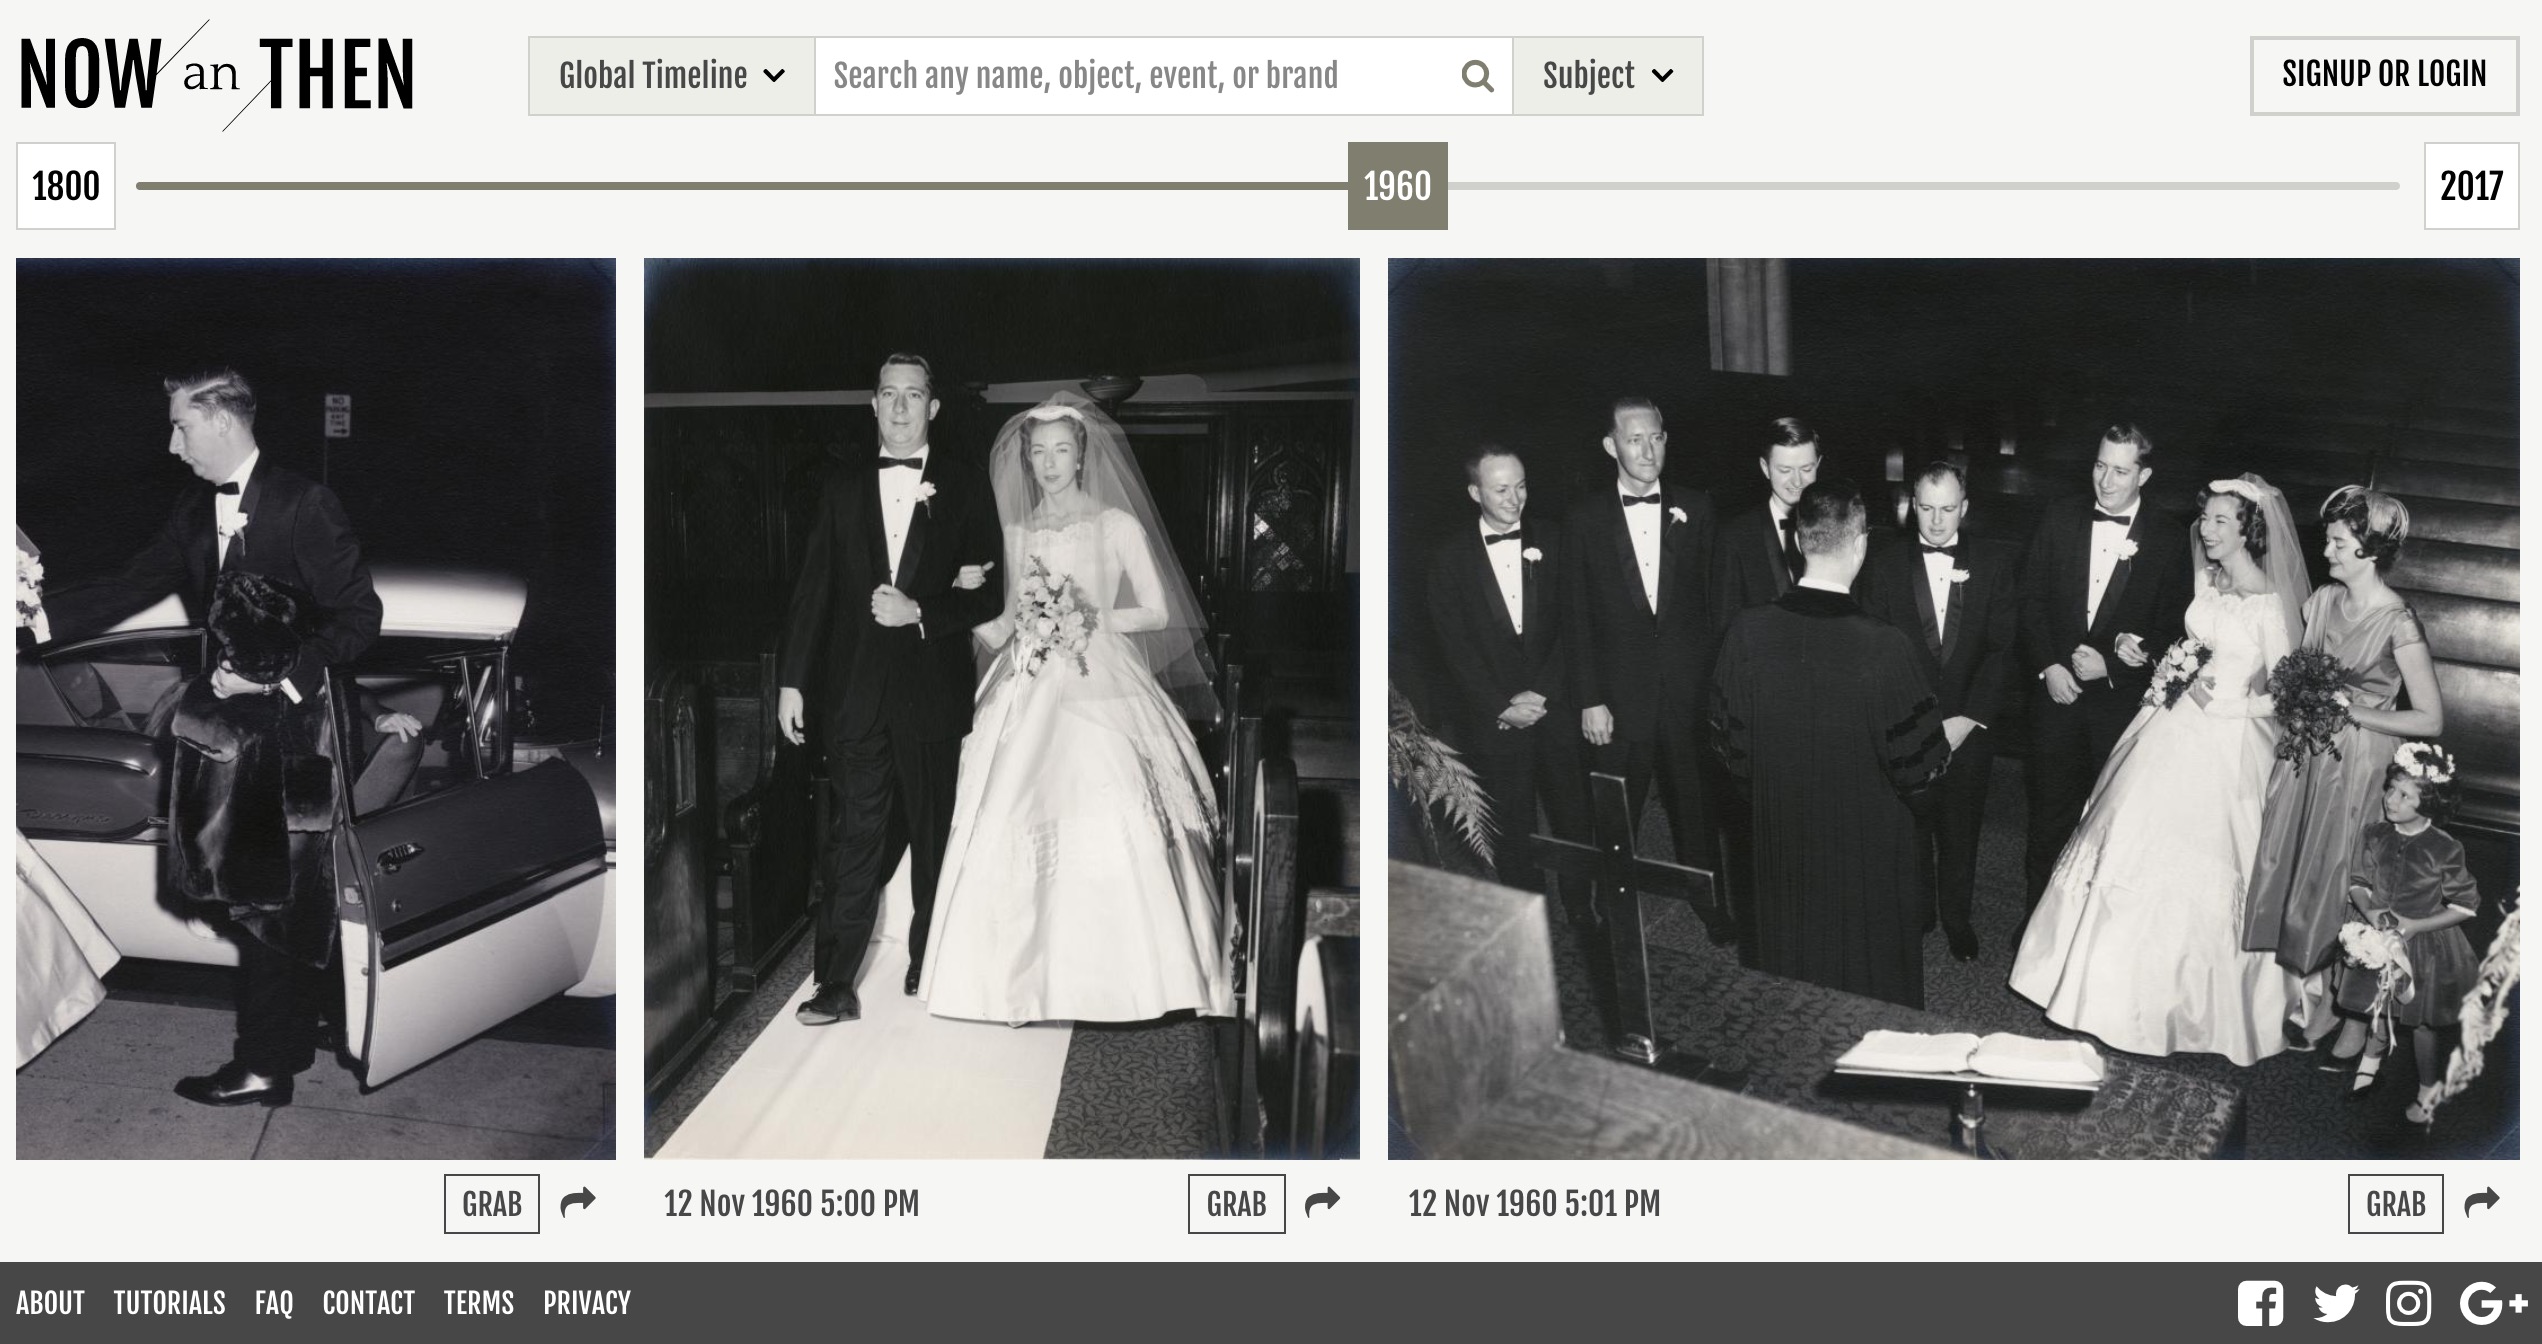 NOW an THEN
Global Timeline
Search any name, object, event, or brand
Subject
SIGNUP OR LOGIN
1800
1960
2017
NO
GRAB
12 Nov 1960 5:00 PM
GRAB
12 Nov 1960 5:01 PM
GRAB
ABOUT TUTORIALS FAQ CONTACT TERMS PRIVACY